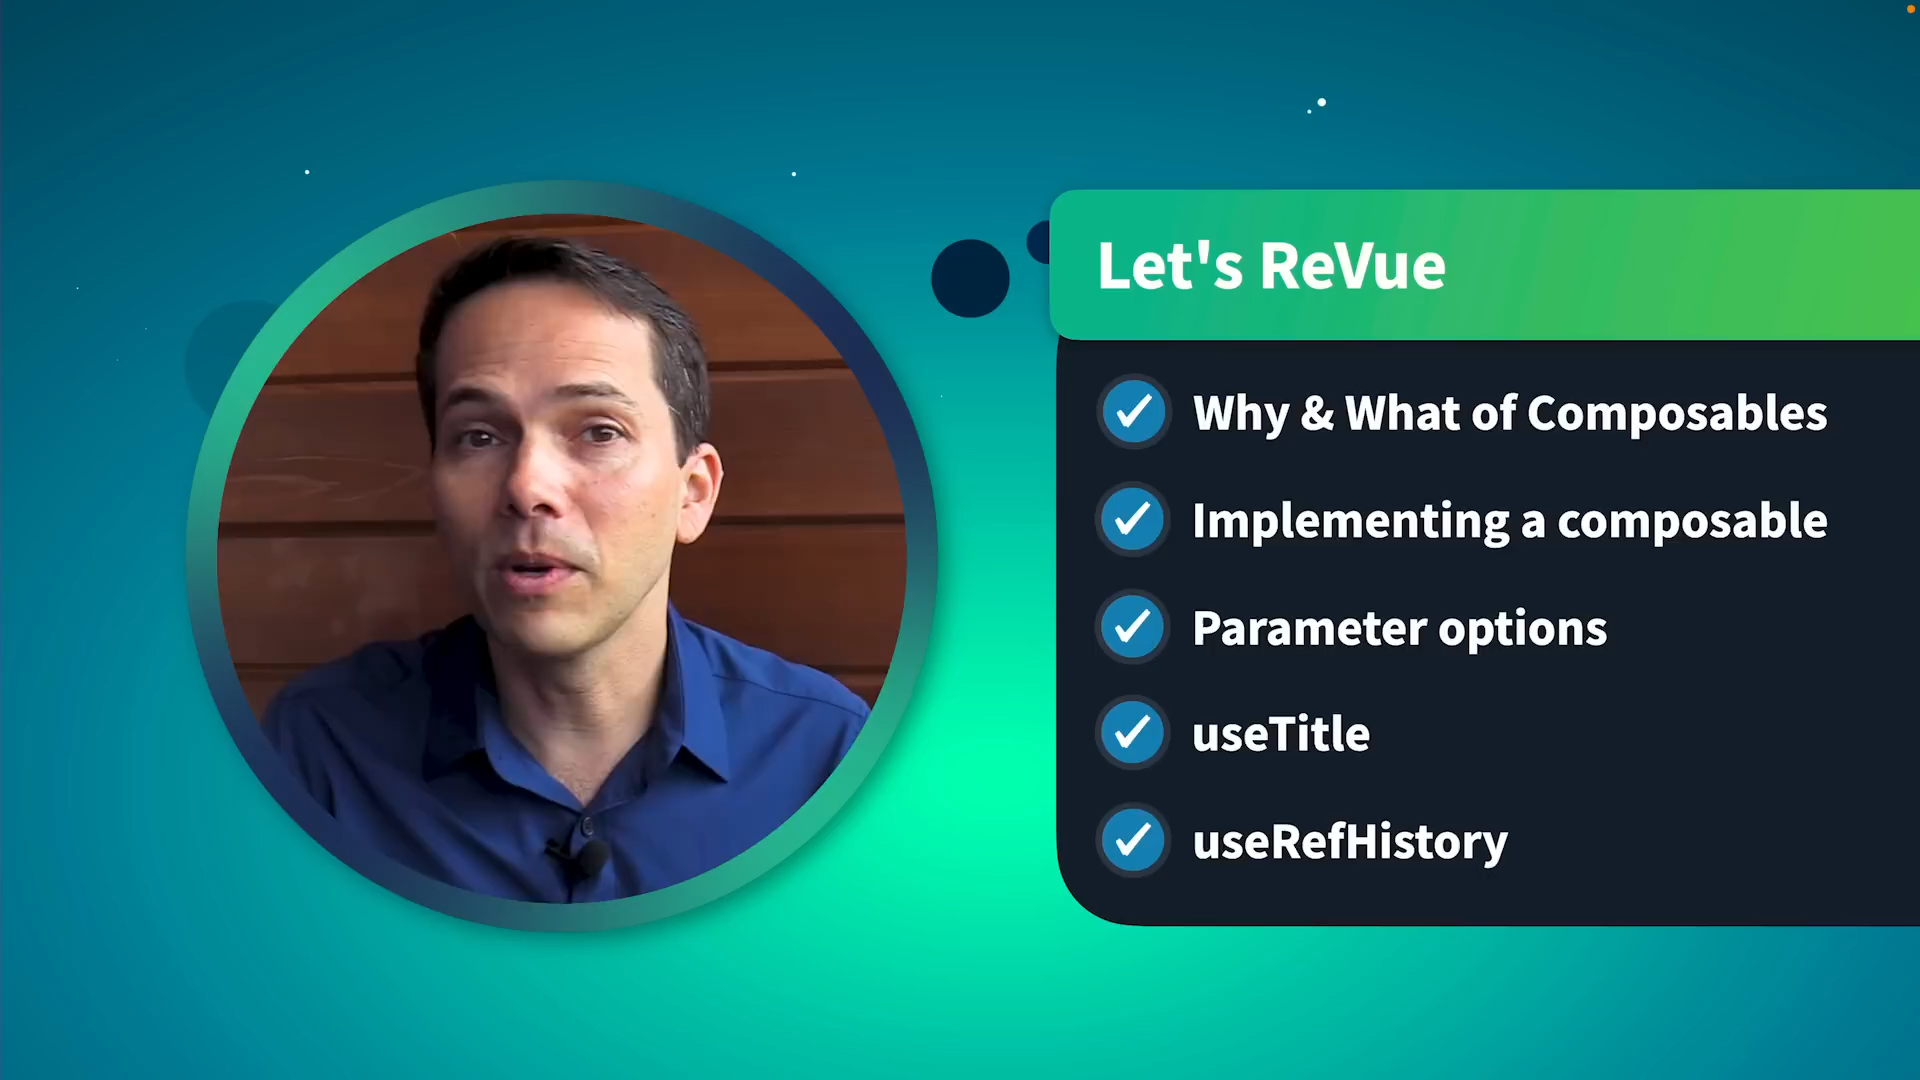 Let's ReVue
Why & What of Composables
Implementing a composable
Parameter options
useTitle
useRefHistory